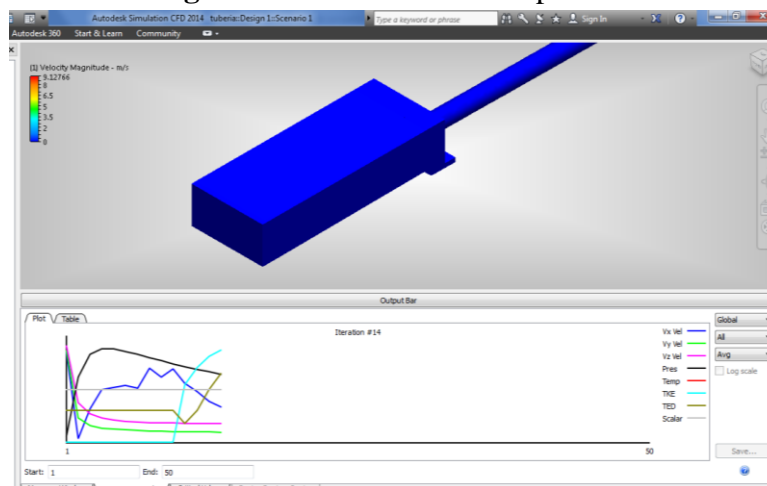 Autodesk Simulation CFD 2014 tuberia::Design 1::Scenario 1
Type a keyword or phrase
Sign In
Autodesk 360 Start & Learn Community
(1) Velocity Magnitude - m/s
9.12766
8
6.5
5
3.5
2
0
Output Bar
Plot Table
Iteration #14
Vx Vel
Vy Vel
Vz Vel
Pres
Temp
TKE
TED
Scalar
Global
All
Avg
Log scale
1
50
Save...
Start: 1 End: 50